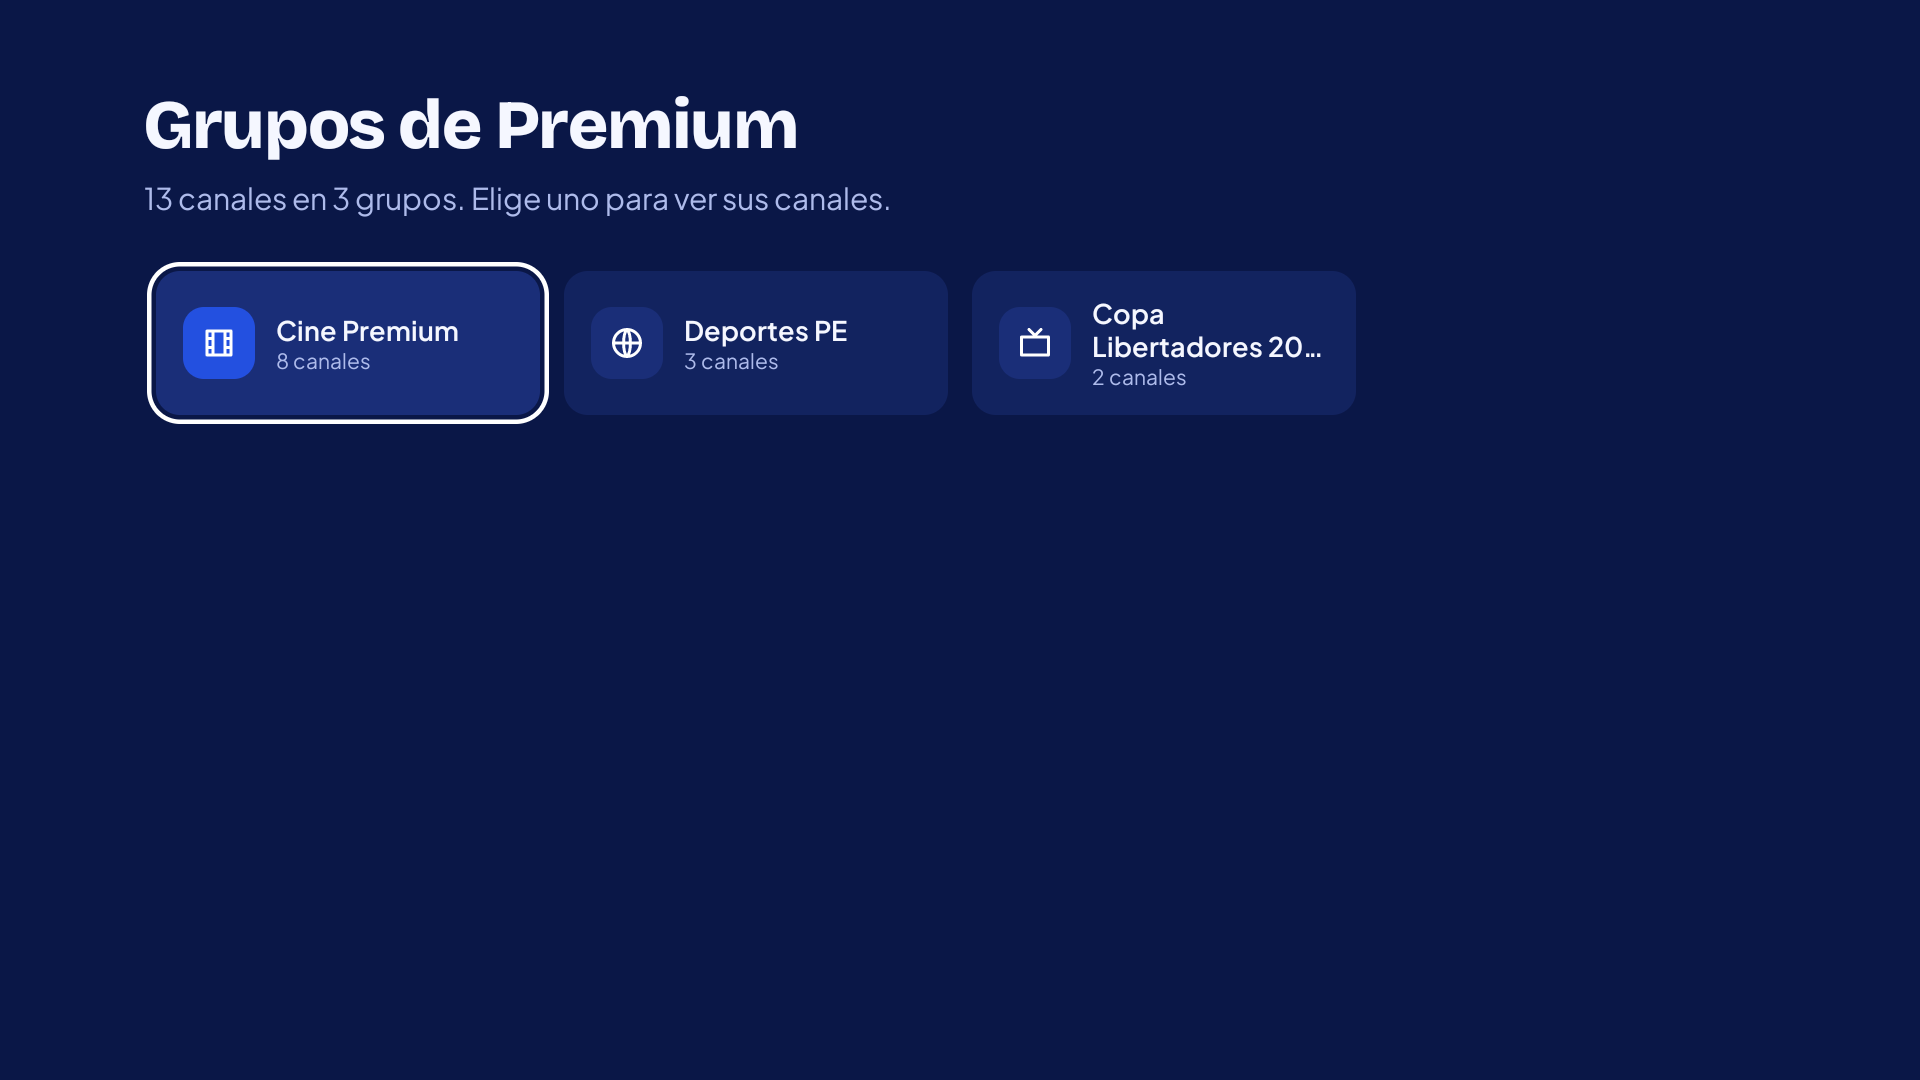 Grupos de Premium
13 canales en 3 grupos. Elige uno para ver sus canales.
Cine Premium
8 canales
Deportes PE
3 canales
Copa
Libertadores 20...
2 canales